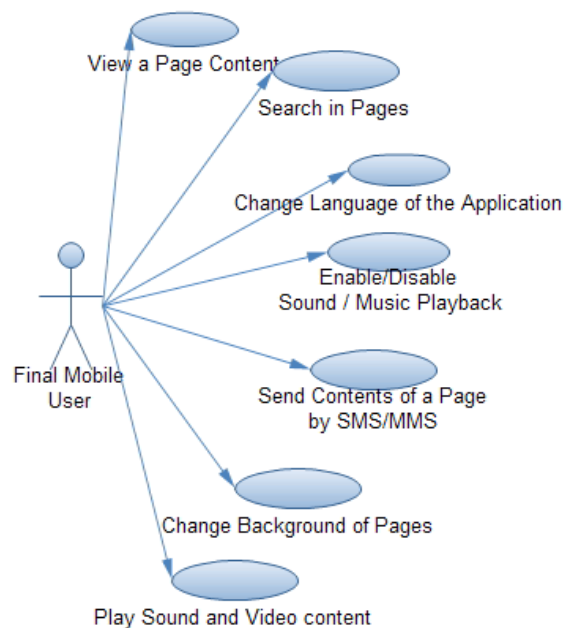 View a Page Content
Search in Pages
Change Language of the Application
Enable/Disable
Sound / Music Playback
Final Mobile
User
Send Contents of a Page
by SMS/MMS
Change Background of Pages
Play Sound and Video content